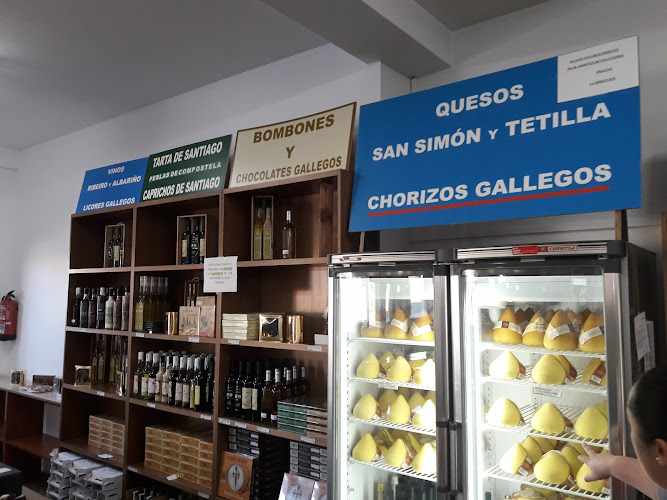 VINOS
RIBEIRO Y ALBARIÑO
LICORES GALLEGOS
TARTA DE SANTIAGO
PERLAS DE COMPOSTELA
CAPRICHOS DE SANTIAGO
BOMBONES
Y
CHOCOLATES GALLEGOS
QUESOS
SAN SIMÓN Y TETILLA
CHORIZOS GALLEGOS